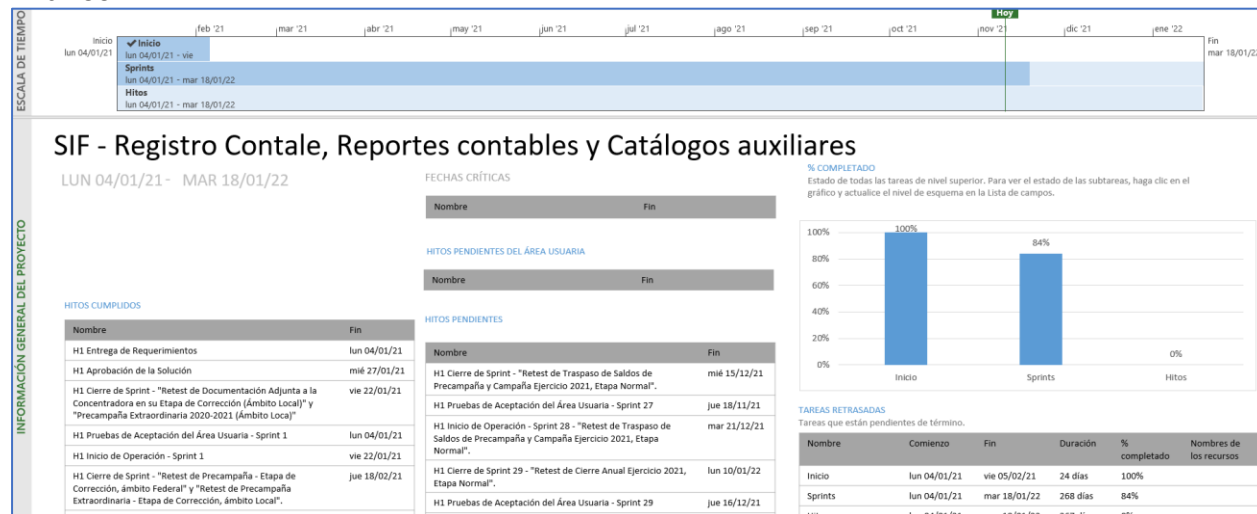 ESCALA DE TIEMPO
Hoy
feb '21 mar '21 abr '21 may '21 jun '21 jul '21 ago '21 sep '21 oct '21 nov '21 dic '21 ene '22
Inicio
lun 04/01/21
✔ Inicio
lun 04/01/21 - vie
Sprints
lun 04/01/21 - mar 18/01/22
Hitos
lun 04/01/21 - mar 18/01/22
Fin
mar 18/01/22
INFORMACIÓN GENERAL DEL PROYECTO
SIF - Registro Contale, Reportes contables y Catálogos auxiliares
LUN 04/01/21 - MAR 18/01/22
HITOS CUMPLIDOS
Nombre Fin
H1 Entrega de Requerimientos lun 04/01/21
H1 Aprobación de la Solución mié 27/01/21
H1 Cierre de Sprint - "Retest de Documentación Adjunta a la vie 22/01/21
Concentradora en su Etapa de Corrección (Ámbito Local)" y
"Precampaña Extraordinaria 2020-2021 (Ámbito Loca)"
H1 Pruebas de Aceptación del Área Usuaria - Sprint 1 lun 04/01/21
H1 Inicio de Operación - Sprint 1 vie 22/01/21
H1 Cierre de Sprint - "Retest de Precampaña - Etapa de jue 18/02/21
Corrección, ámbito Federal" y "Retest de Precampaña
Extraordinaria - Etapa de Corrección, ámbito Local".
FECHAS CRÍTICAS
Nombre Fin
HITOS PENDIENTES DEL ÁREA USUARIA
Nombre Fin
HITOS PENDIENTES
Nombre Fin
H1 Cierre de Sprint - "Retest de Traspaso de Saldos de mié 15/12/21
Precampaña y Campaña Ejercicio 2021, Etapa Normal".
H1 Pruebas de Aceptación del Área Usuaria - Sprint 27 jue 18/11/21
H1 Inicio de Operación - Sprint 28 - "Retest de Traspaso de mar 21/12/21
Saldos de Precampaña y Campaña Ejercicio 2021, Etapa
Normal".
H1 Cierre de Sprint 29 - "Retest de Cierre Anual Ejercicio 2021, lun 10/01/22
Etapa Normal".
H1 Pruebas de Aceptación del Área Usuaria - Sprint 29 jue 16/12/21
% COMPLETADO
Estado de todas las tareas de nivel superior. Para ver el estado de las subtareas, haga clic en el
gráfico y actualice el nivel de esquema en la Lista de campos.
100%
80%
60%
40%
20%
0%
100% 84% 0%
Inicio Sprints Hitos
TAREAS RETRASADAS
Tareas que están pendientes de término.
Nombre Comienzo Fin Duración % completado Nombres de los recursos
Inicio lun 04/01/21 vie 05/02/21 24 días 100%
Sprints lun 04/01/21 mar 18/01/22 268 días 84%